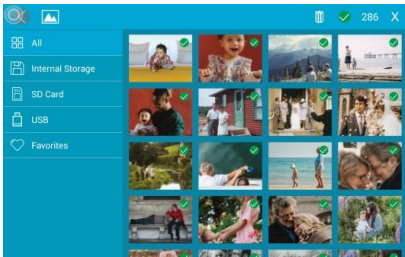 286 X
All
Internal Storage
SD Card
USB
Favorites